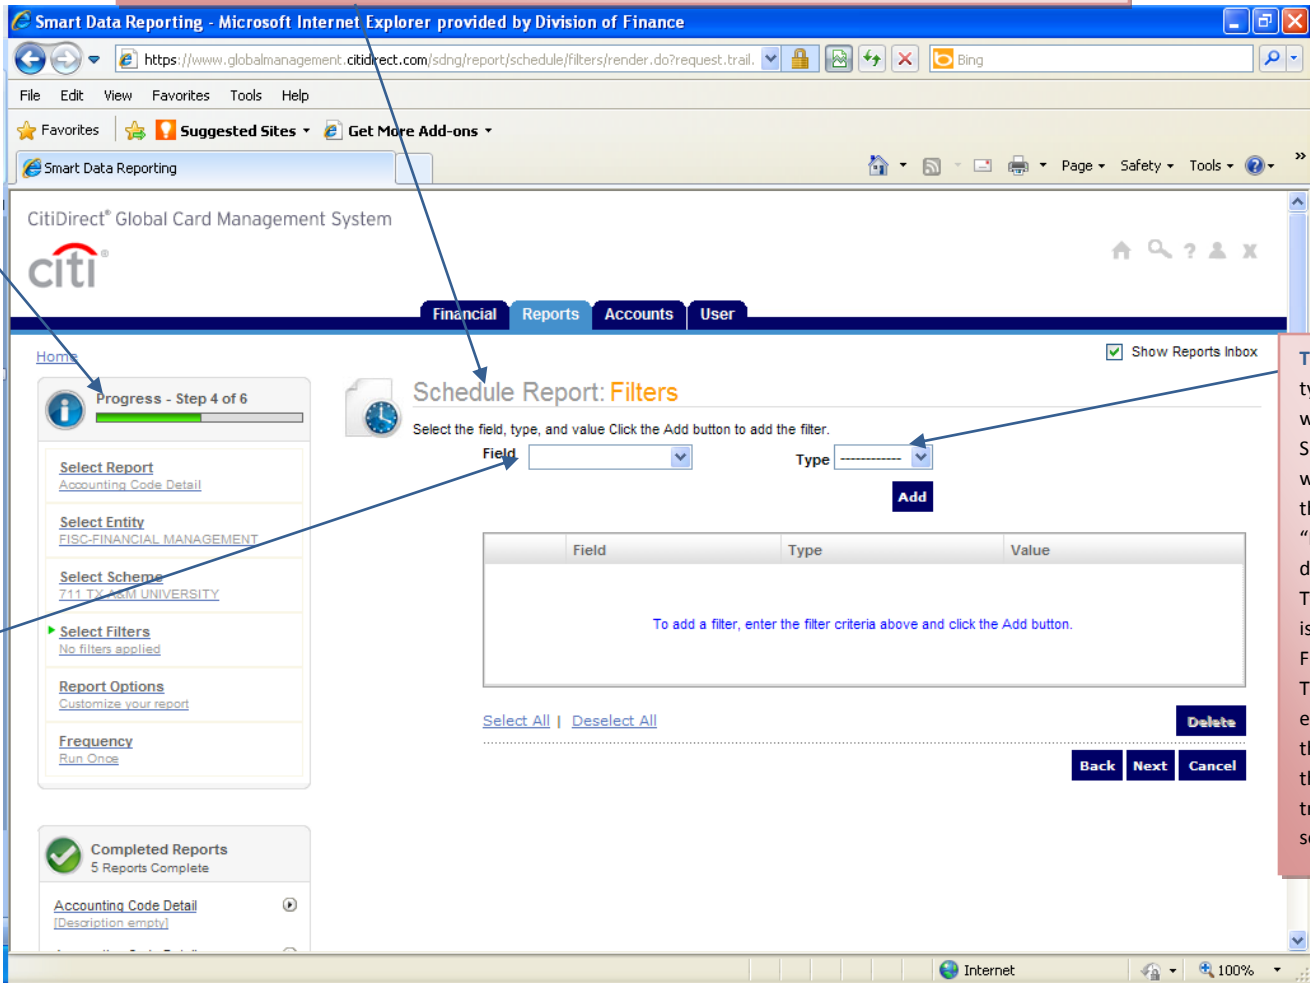 Smart Data Reporting - Microsoft Internet Explorer provided by Division of Finance
https://www.globalmanagement.citidirect.com/sdng/report/schedule/filters/render.do?request.trail.
Bing
File Edit View Favorites Tools Help
Favorites Suggested Sites Get More Add-ons
Smart Data Reporting
Page Safety Tools
CitiDirect® Global Card Management System
citi®
Financial Reports Accounts User
Home
Show Reports Inbox
Progress - Step 4 of 6
Select Report
Accounting Code Detail
Select Entity
FISC-FINANCIAL MANAGEMENT
Select Scheme
711 TX A&M UNIVERSITY
Select Filters
No filters applied
Report Options
Customize your report
Frequency
Run Once
Completed Reports
5 Reports Complete
Accounting Code Detail
[Description empty]
Schedule Report: Filters
Select the field, type, and value Click the Add button to add the filter.
Field
Type ------------
Add
Field Type Value
To add a filter, enter the filter criteria above and click the Add button.
Select All | Deselect All
Delete
Back Next Cancel
Internet
100%